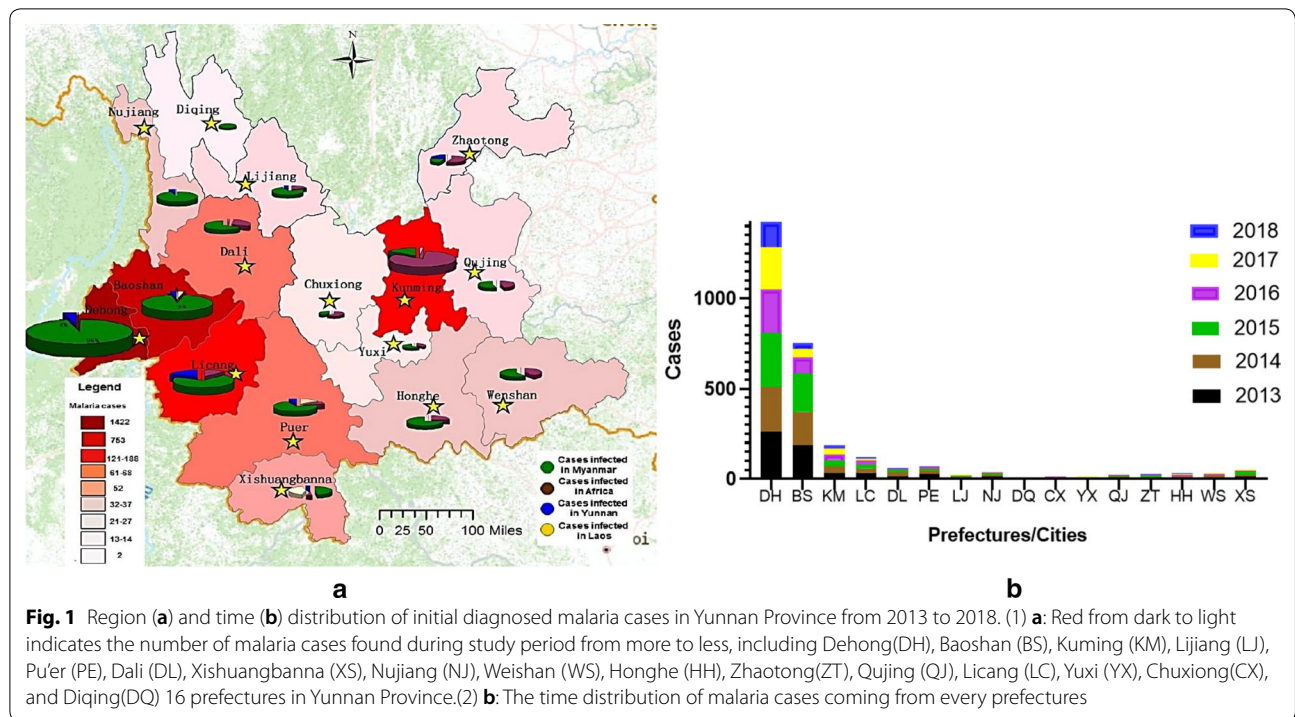 N
Nujiang
Diqing
Zhaotong
Lijiang
Dali
Baoshan
Dehong
Chuxiong
Kunming
Qujing
Yuxi
Licang
Honghe
Wenshan
Puer
Xishuangbanna
Legend
Malaria cases
1422
753
121-188
61-68
52
32-37
21-27
13-14
2
Cases infected
in Myanmar
Cases infected
in Africa
Cases infected
in Yunnan
Cases infected
in Laos
0 25 50 100 Miles
oi
a
Cases
1000
500
0
DH BS KM LC DL PE LJ NJ DQ CX YX QJ ZT HH WS XS
Prefectures/Cities
2018
2017
2016
2015
2014
2013
b
Fig. 1 Region (a) and time (b) distribution of initial diagnosed malaria cases in Yunnan Province from 2013 to 2018. (1) a: Red from dark to light
indicates the number of malaria cases found during study period from more to less, including Dehong(DH), Baoshan (BS), Kuming (KM), Lijiang (LJ),
Pu'er (PE), Dali (DL), Xishuangbanna (XS), Nujiang (NJ), Weishan (WS), Honghe (HH), Zhaotong(ZT), Qujing (QJ), Licang (LC), Yuxi (YX), Chuxiong(CX),
and Diqing(DQ) 16 prefectures in Yunnan Province.(2) b: The time distribution of malaria cases coming from every prefectures